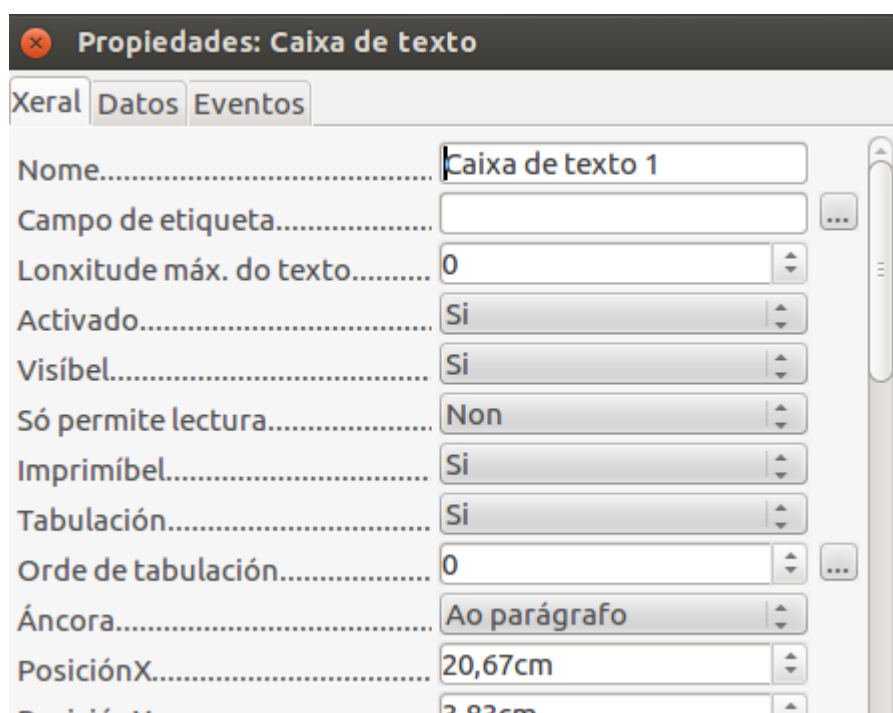 Propiedades: Caixa de texto
Xeral Datos Eventos
Nome.................................... Caixa de texto 1
Campo de etiqueta................... ...
Lonxitude máx. do texto.......... 0
Activado................................ Si
Visíbel................................... Si
Só permite lectura.................. Non
Imprimíbel............................. Si
Tabulación............................. Si
Orde de tabulación................. 0 ...
Áncora................................... Ao parágrafo
PosiciónX............................... 20,67cm